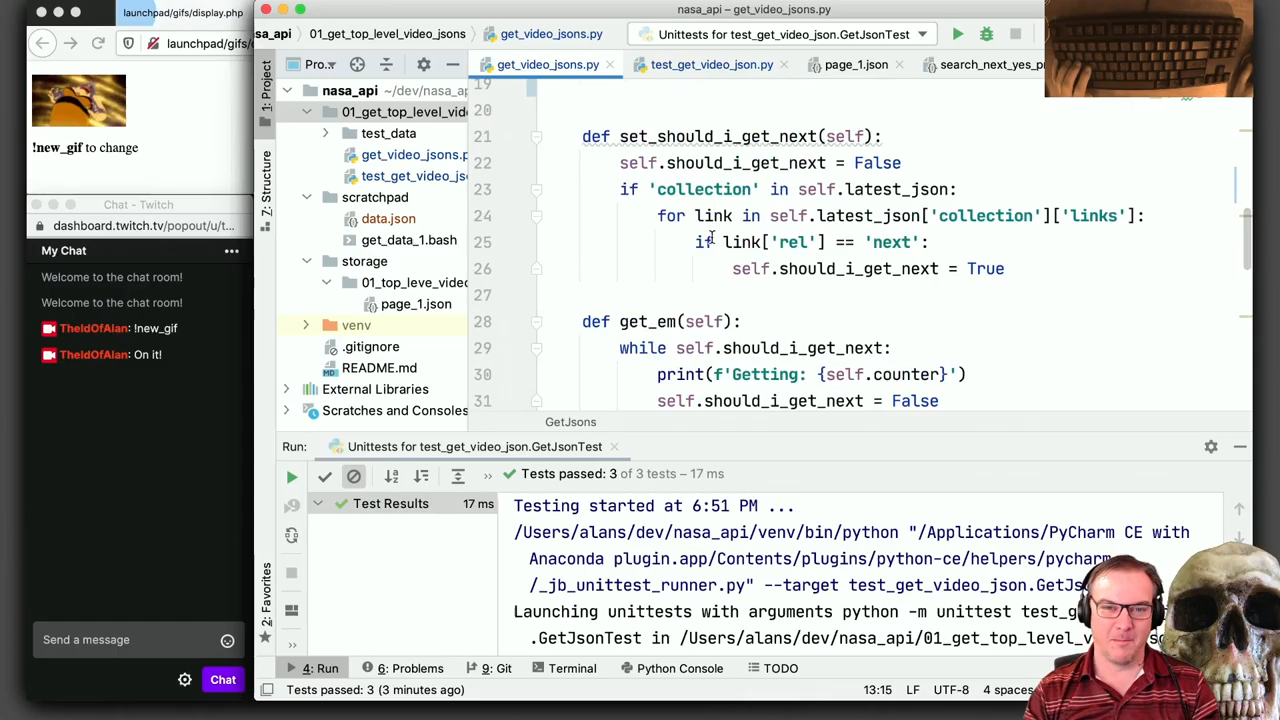 launchpad/gifs/display.php
launchpad/gifs/d
!new_gif to change
Chat - Twitch
dashboard.twitch.tv/popout/u/t...
My Chat
Welcome to the chat room!
Welcome to the chat room!
TheIdOfAlan: !new_gif
TheIdOfAlan: On it!
Send a message
Chat
nasa_api – get_video_jsons.py
asa_api
01_get_top_level_video_jsons
get_video_jsons.py
Unittests for test_get_video_json.GetJsonTest
1: Project
7: Structure
2: Favorites
Pro...
nasa_api ~/dev/nasa_a
01_get_top_level_vid
test_data
get_video_jsons.p
test_get_video_js
scratchpad
data.json
get_data_1.bash
storage
01_top_leve_video
page_1.json
venv
.gitignore
README.md
External Libraries
Scratches and Consoles
get_video_jsons.py
test_get_video_json.py
page_1.json
search_next_yes_pr
19
20
21 def set_should_i_get_next(self):
22 self.should_i_get_next = False
23 if 'collection' in self.latest_json:
24 for link in self.latest_json['collection']['links']:
25 if link['rel'] == 'next':
26 self.should_i_get_next = True
27
28 def get_em(self):
29 while self.should_i_get_next:
30 print(f'Getting: {self.counter}')
31 self.should_i_get_next = False
GetJsons
Run: Unittests for test_get_video_json.GetJsonTest
Tests passed: 3 of 3 tests – 17 ms
Test Results 17 ms
Testing started at 6:51 PM ...
/Users/alans/dev/nasa_api/venv/bin/python "/Applications/PyCharm CE with
Anaconda plugin.app/Contents/plugins/python-ce/helpers/pycharm
/_jb_unittest_runner.py" --target test_get_video_json.GetJs
Launching unittests with arguments python -m unittest test_g
.GetJsonTest in /Users/alans/dev/nasa_api/01_get_top_level_v
4: Run
6: Problems
9: Git
Terminal
Python Console
TODO
Tests passed: 3 (3 minutes ago)
13:15 LF UTF-8 4 spaces